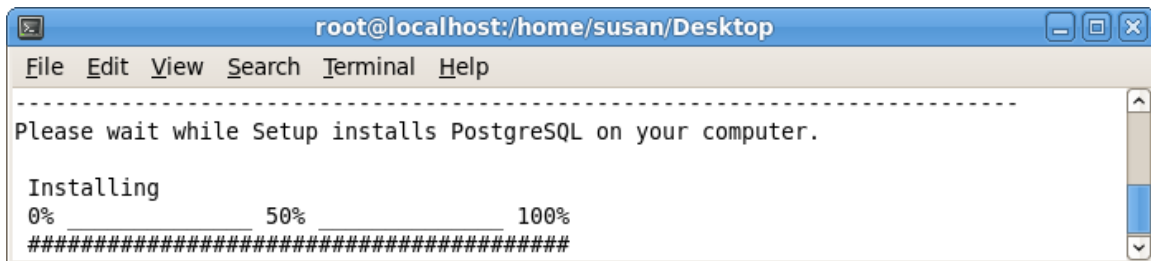 root@localhost:/home/susan/Desktop
File Edit View Search Terminal Help
------------------------------------------------------------------------------
Please wait while Setup installs PostgreSQL on your computer.
Installing
0% ______________ 50% ______________ 100%
#########################################